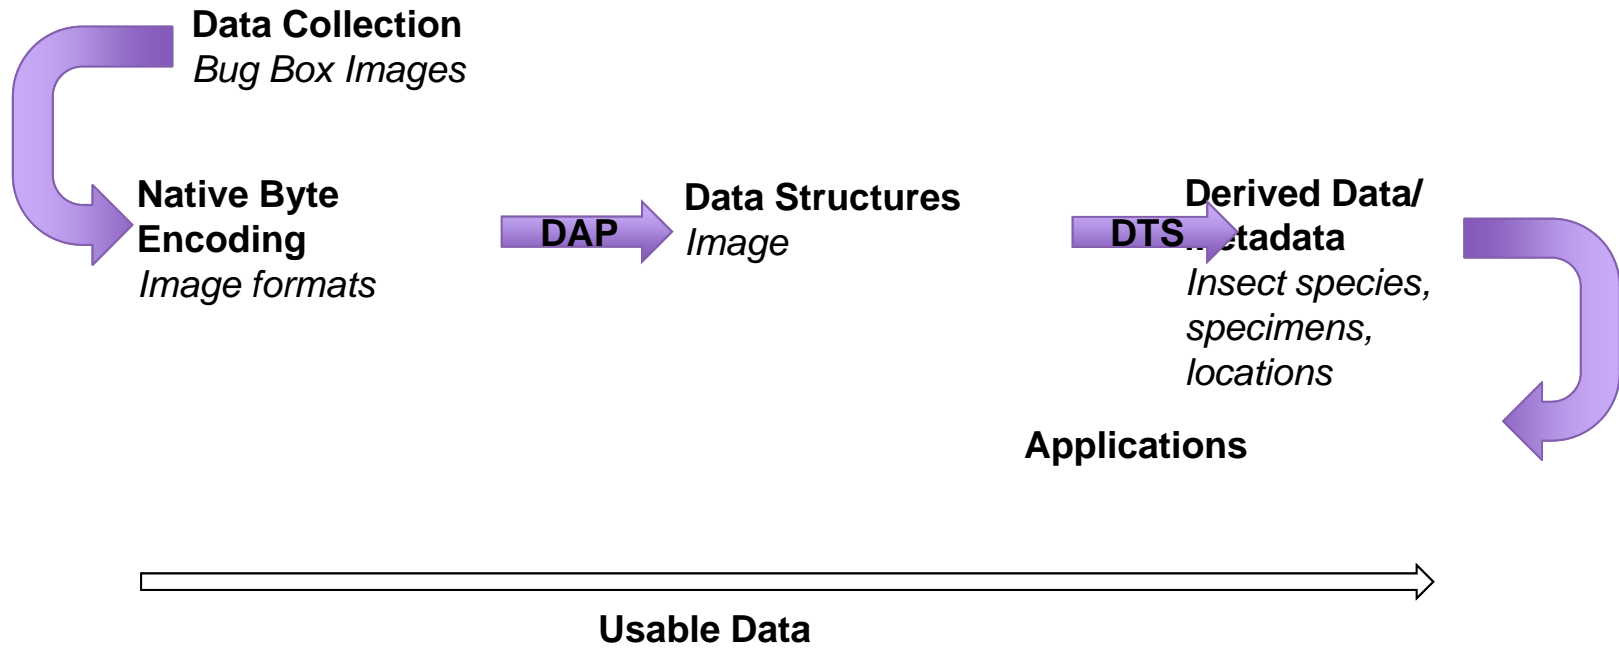 Data Collection
Bug Box Images
Native Byte
Encoding
Image formats
DAP
Data Structures
Image
DTS
Derived Data/
Metadata
Insect species,
specimens,
locations
Applications
Usable Data